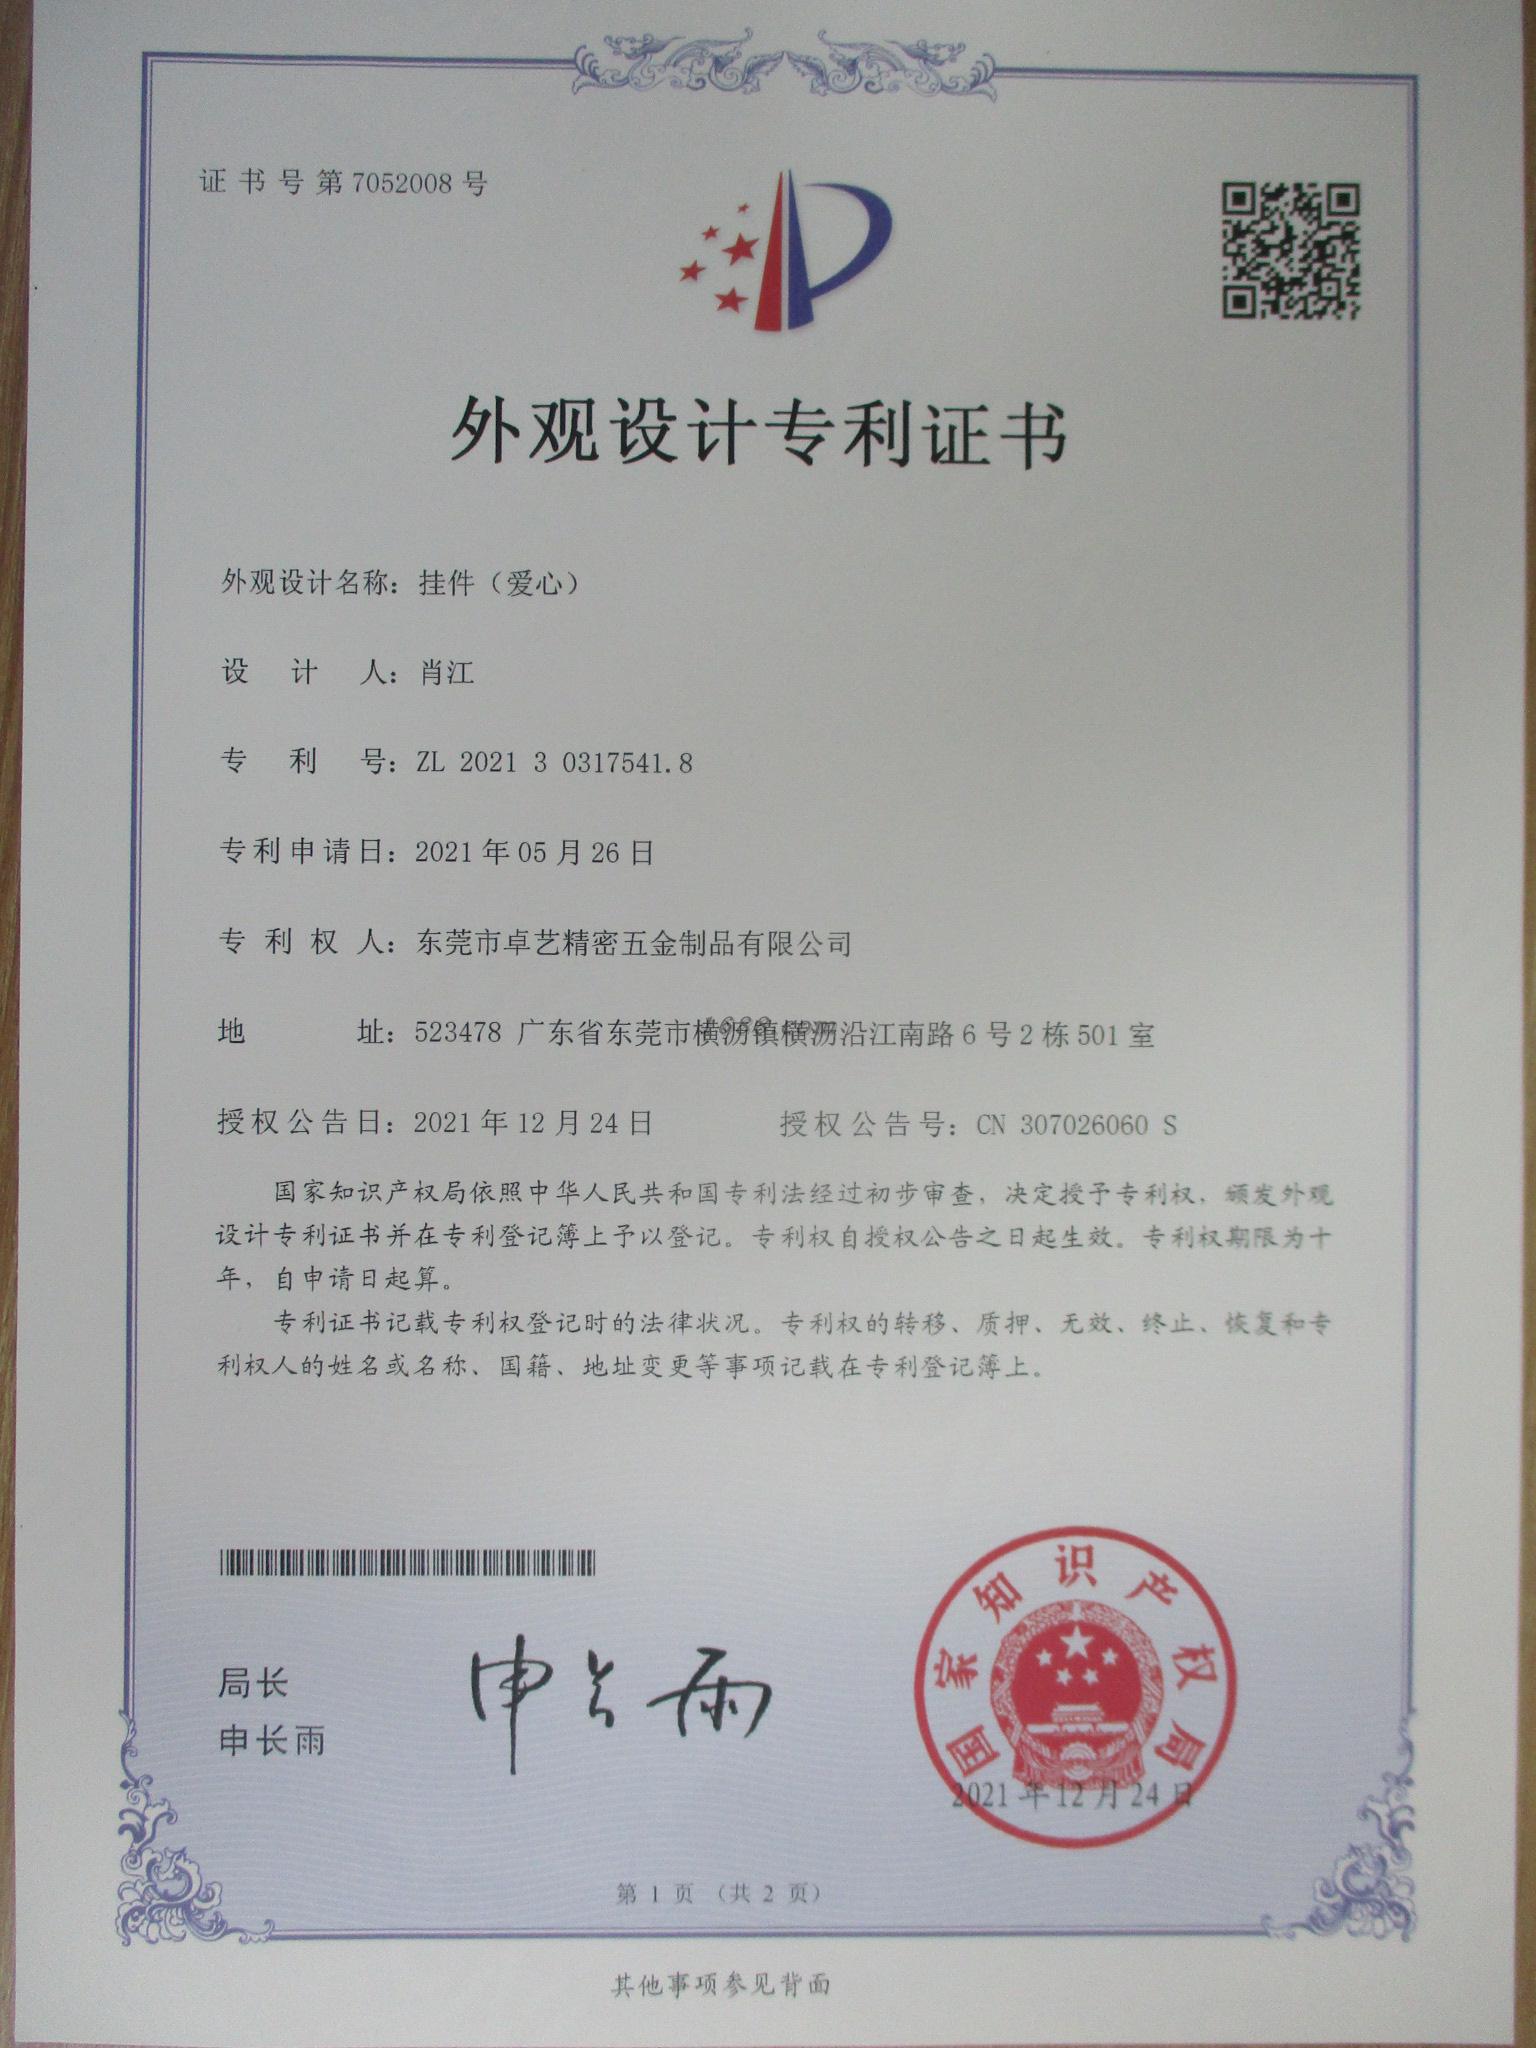 证书号第7052008号
外观设计专利证书
外观设计名称：挂件（爱心）
设计人：肖江
专利号：ZL 2021 3 0317541.8
专利申请日：2021年05月26日
专利权人：东莞市卓艺精密五金制品有限公司
地址：523478 广东省东莞市横沥镇横沥沿江南路6号2栋501室
授权公告日：2021年12月24日 授权公告号：CN 307026060 S
国家知识产权局依照中华人民共和国专利法经过初步审查，决定授予专利权，颁发外观
设计专利证书并在专利登记簿上予以登记。专利权自授权公告之日起生效。专利权期限为十
年，自申请日起算。
专利证书记载专利权登记时的法律状况。专利权的转移、质押、无效、终止、恢复和专
利权人的姓名或名称、国籍、地址变更等事项记载在专利登记簿上。
局长
申长雨
申长雨
国家知识产权局
2021年12月24日
第 1 页 （共 2 页）
其他事项参见背面